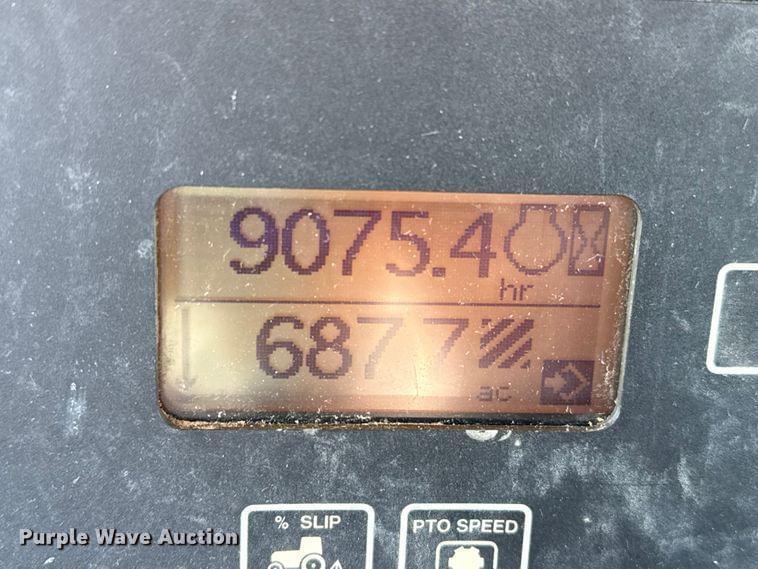 9075.4
hr
687.7
ac
% SLIP
PTO SPEED
Purple Wave Auction